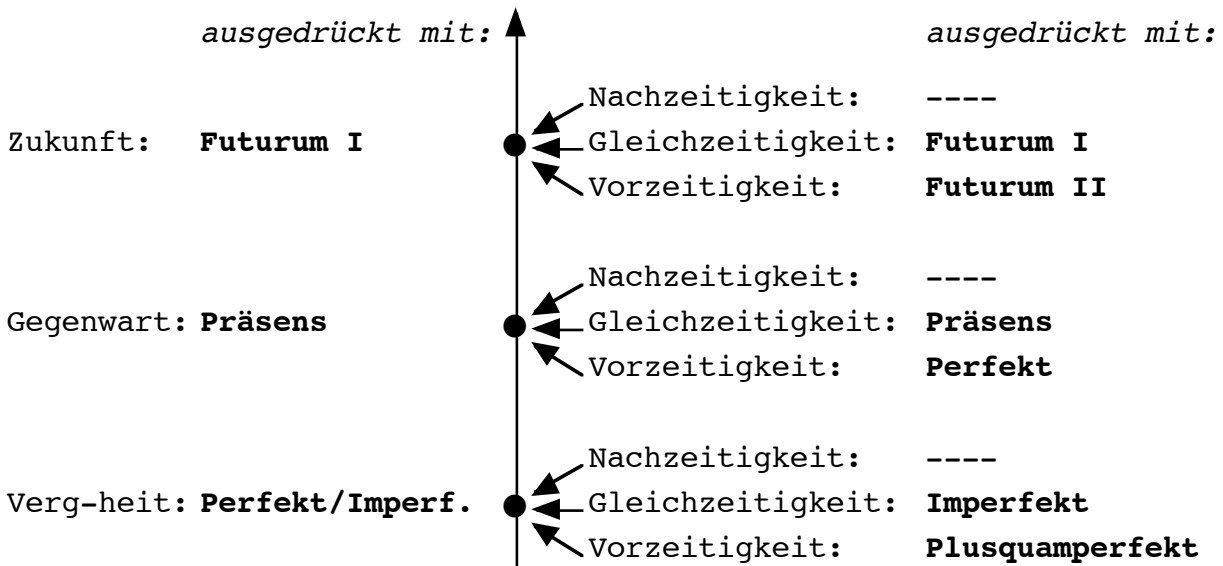 ausgedrückt mit: ausgedrückt mit:
Nachzeitigkeit: ----
Zukunft: Futurum I Gleichzeitigkeit: Futurum I
Vorzeitigkeit: Futurum II
Nachzeitigkeit: ----
Gegenwart: Präsens Gleichzeitigkeit: Präsens
Vorzeitigkeit: Perfekt
Nachzeitigkeit: ----
Verg-heit: Perfekt/Imperf. Gleichzeitigkeit: Imperfekt
Vorzeitigkeit: Plusquamperfekt